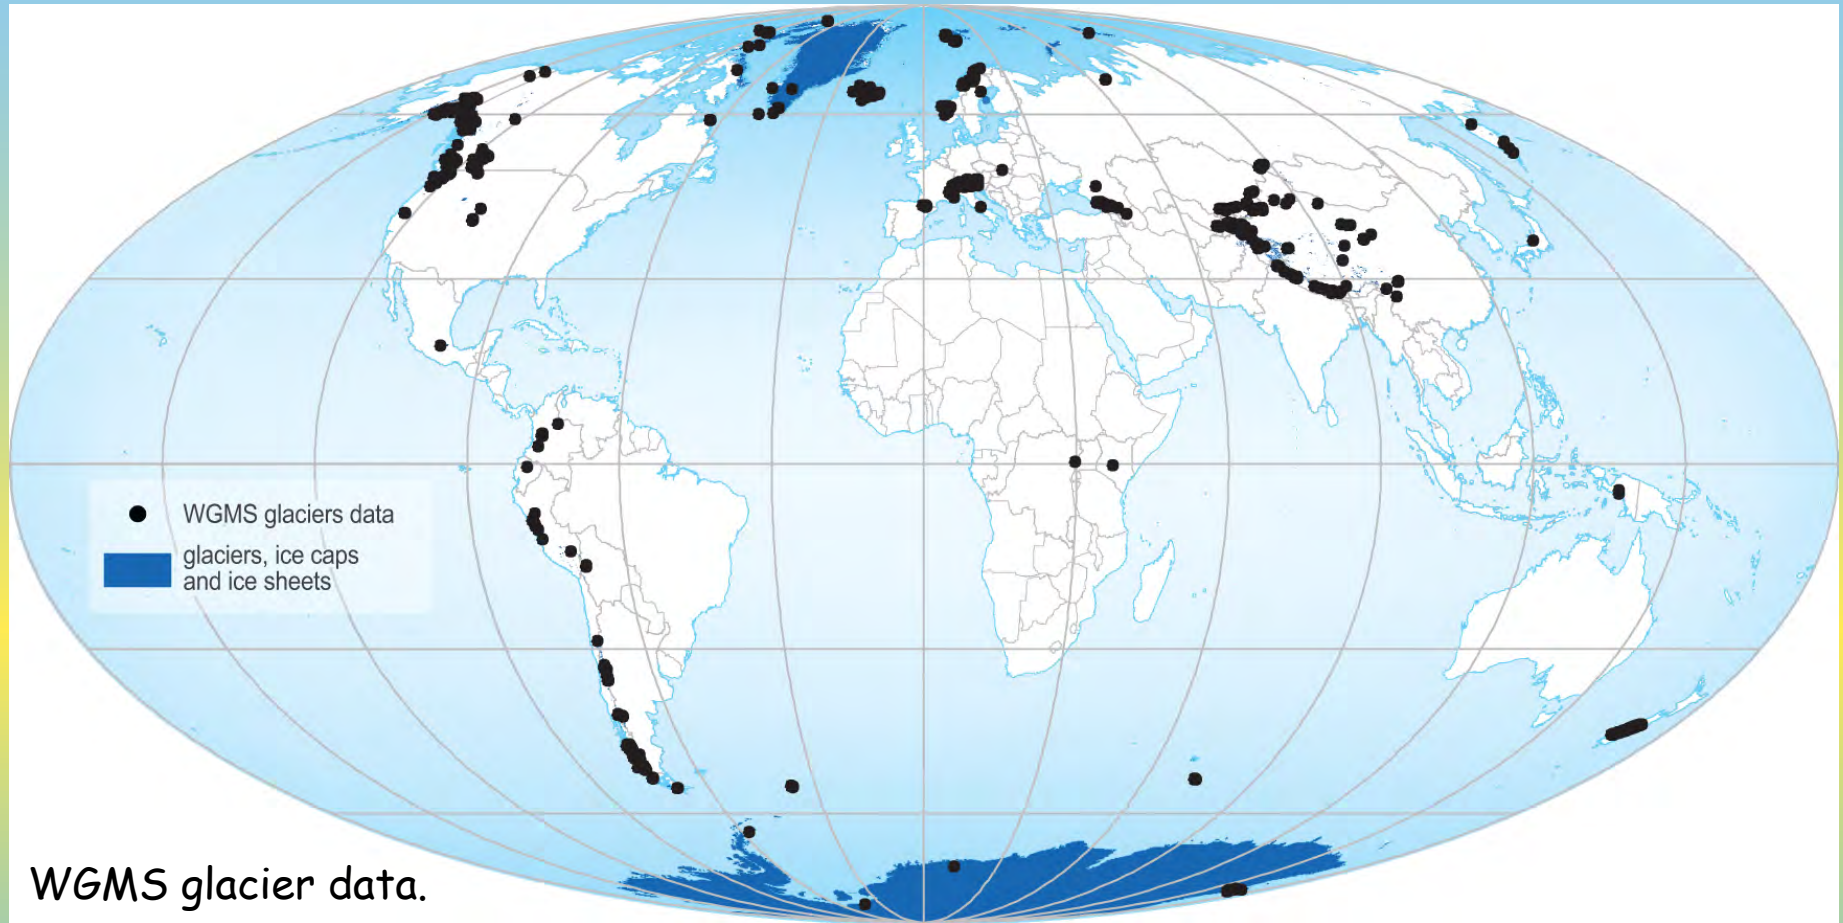 WGMS glaciers data
glaciers, ice caps
and ice sheets
WGMS glacier data.